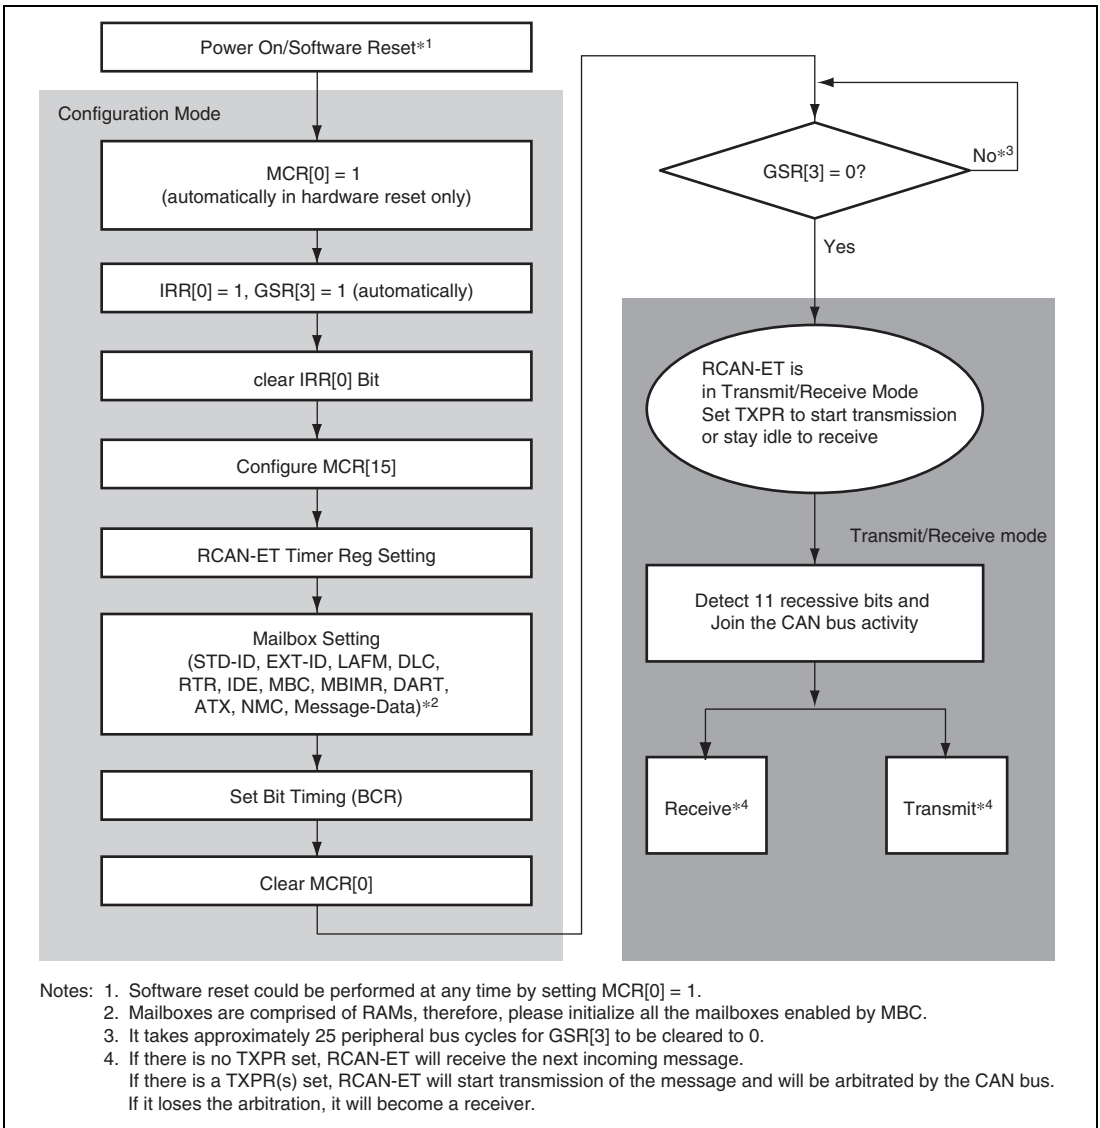 Power On/Software Reset*1
Configuration Mode
MCR[0] = 1
(automatically in hardware reset only)
IRR[0] = 1, GSR[3] = 1 (automatically)
clear IRR[0] Bit
Configure MCR[15]
RCAN-ET Timer Reg Setting
Mailbox Setting
(STD-ID, EXT-ID, LAFM, DLC,
RTR, IDE, MBC, MBIMR, DART,
ATX, NMC, Message-Data)*2
Set Bit Timing (BCR)
Clear MCR[0]
GSR[3] = 0?
No*3
Yes
RCAN-ET is
in Transmit/Receive Mode
Set TXPR to start transmission
or stay idle to receive
Transmit/Receive mode
Detect 11 recessive bits and
Join the CAN bus activity
Receive*4
Transmit*4
Notes: 1. Software reset could be performed at any time by setting MCR[0] = 1.
2. Mailboxes are comprised of RAMs, therefore, please initialize all the mailboxes enabled by MBC.
3. It takes approximately 25 peripheral bus cycles for GSR[3] to be cleared to 0.
4. If there is no TXPR set, RCAN-ET will receive the next incoming message.
If there is a TXPR(s) set, RCAN-ET will start transmission of the message and will be arbitrated by the CAN bus.
If it loses the arbitration, it will become a receiver.